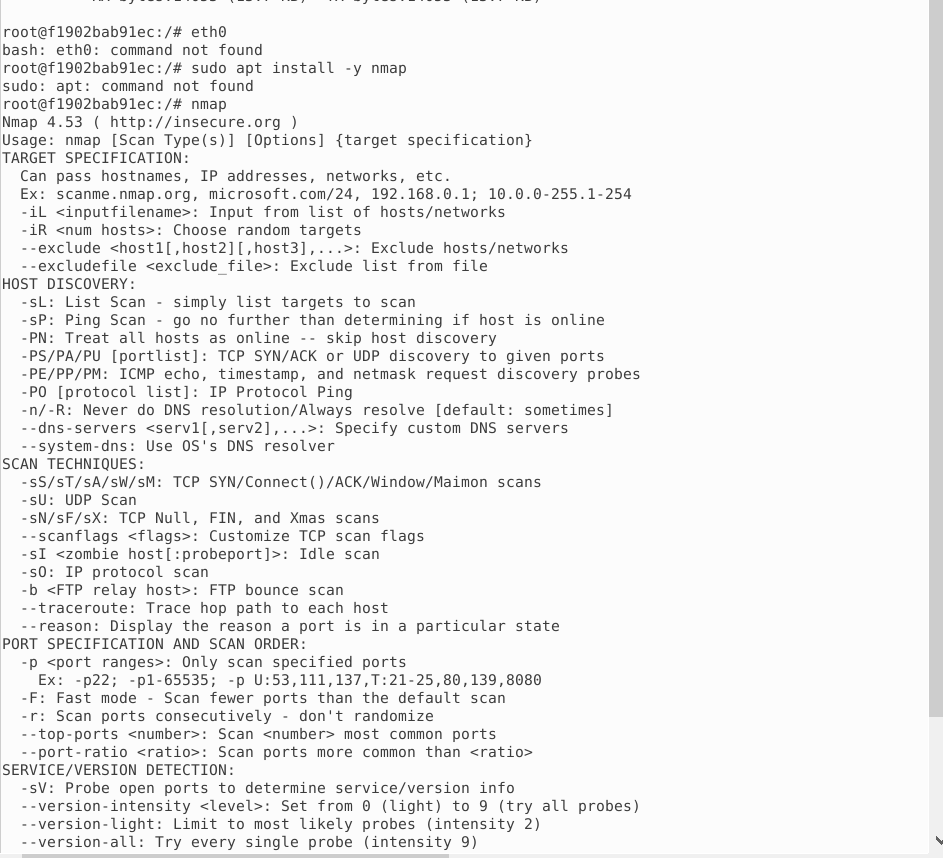 root@f1902bab91ec:/# eth0
bash: eth0: command not found
root@f1902bab91ec:/# sudo apt install -y nmap
sudo: apt: command not found
root@f1902bab91ec:/# nmap
Nmap 4.53 ( http://insecure.org )
Usage: nmap [Scan Type(s)] [Options] {target specification}
TARGET SPECIFICATION:
  Can pass hostnames, IP addresses, networks, etc.
  Ex: scanme.nmap.org, microsoft.com/24, 192.168.0.1; 10.0.0-255.1-254
  -iL <inputfilename>: Input from list of hosts/networks
  -iR <num hosts>: Choose random targets
  --exclude <host1[,host2][,host3],...>: Exclude hosts/networks
  --excludefile <exclude_file>: Exclude list from file
HOST DISCOVERY:
  -sL: List Scan - simply list targets to scan
  -sP: Ping Scan - go no further than determining if host is online
  -PN: Treat all hosts as online -- skip host discovery
  -PS/PA/PU [portlist]: TCP SYN/ACK or UDP discovery to given ports
  -PE/PP/PM: ICMP echo, timestamp, and netmask request discovery probes
  -PO [protocol list]: IP Protocol Ping
  -n/-R: Never do DNS resolution/Always resolve [default: sometimes]
  --dns-servers <serv1[,serv2],...>: Specify custom DNS servers
  --system-dns: Use OS's DNS resolver
SCAN TECHNIQUES:
  -sS/sT/sA/sW/sM: TCP SYN/Connect()/ACK/Window/Maimon scans
  -sU: UDP Scan
  -sN/sF/sX: TCP Null, FIN, and Xmas scans
  --scanflags <flags>: Customize TCP scan flags
  -sI <zombie host[:probeport]>: Idle scan
  -sO: IP protocol scan
  -b <FTP relay host>: FTP bounce scan
  --traceroute: Trace hop path to each host
  --reason: Display the reason a port is in a particular state
PORT SPECIFICATION AND SCAN ORDER:
  -p <port ranges>: Only scan specified ports
    Ex: -p22; -p1-65535; -p U:53,111,137,T:21-25,80,139,8080
  -F: Fast mode - Scan fewer ports than the default scan
  -r: Scan ports consecutively - don't randomize
  --top-ports <number>: Scan <number> most common ports
  --port-ratio <ratio>: Scan ports more common than <ratio>
SERVICE/VERSION DETECTION:
  -sV: Probe open ports to determine service/version info
  --version-intensity <level>: Set from 0 (light) to 9 (try all probes)
  --version-light: Limit to most likely probes (intensity 2)
  --version-all: Try every single probe (intensity 9)